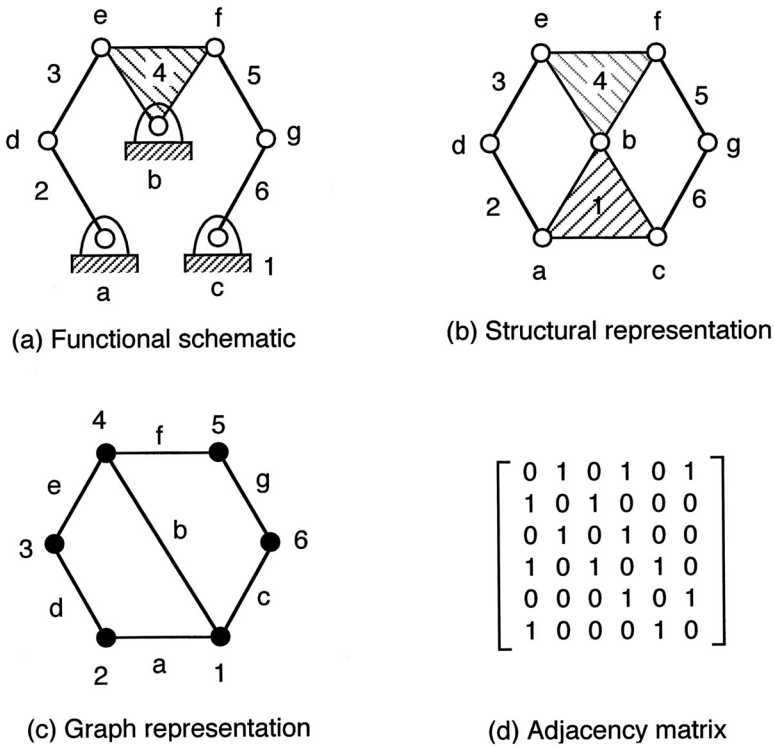 e f
3 4 5
d g
b
2 6
a c 1
(a) Functional schematic
e f
3 4 5
d b g
2 1 6
a c
(b) Structural representation
4 f 5
e b g
3 6
d c
2 a 1
(c) Graph representation
0 1 0 1 0 1
1 0 1 0 0 0
0 1 0 1 0 0
1 0 1 0 1 0
0 0 0 1 0 1
1 0 0 0 1 0
(d) Adjacency matrix